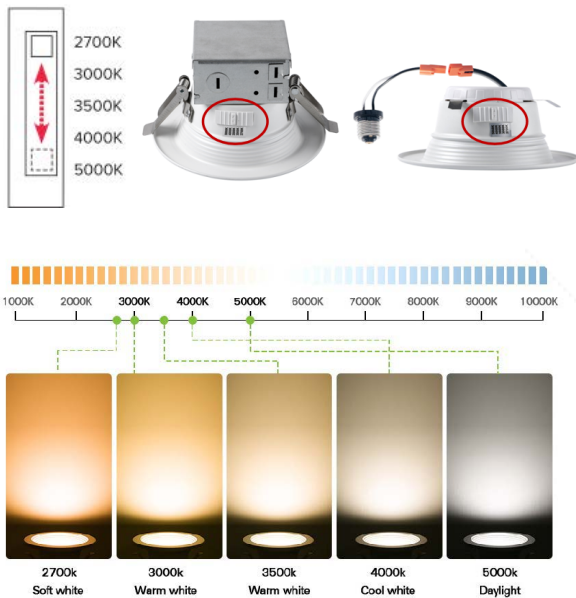 2700K
3000K
3500K
4000K
5000K
1000K 2000K 3000K 4000K 5000K 6000K 7000K 8000K 9000K 10000K
2700k 3000k 3500k 4000k 5000k
Soft white Warm white Warm white Cool white Daylight